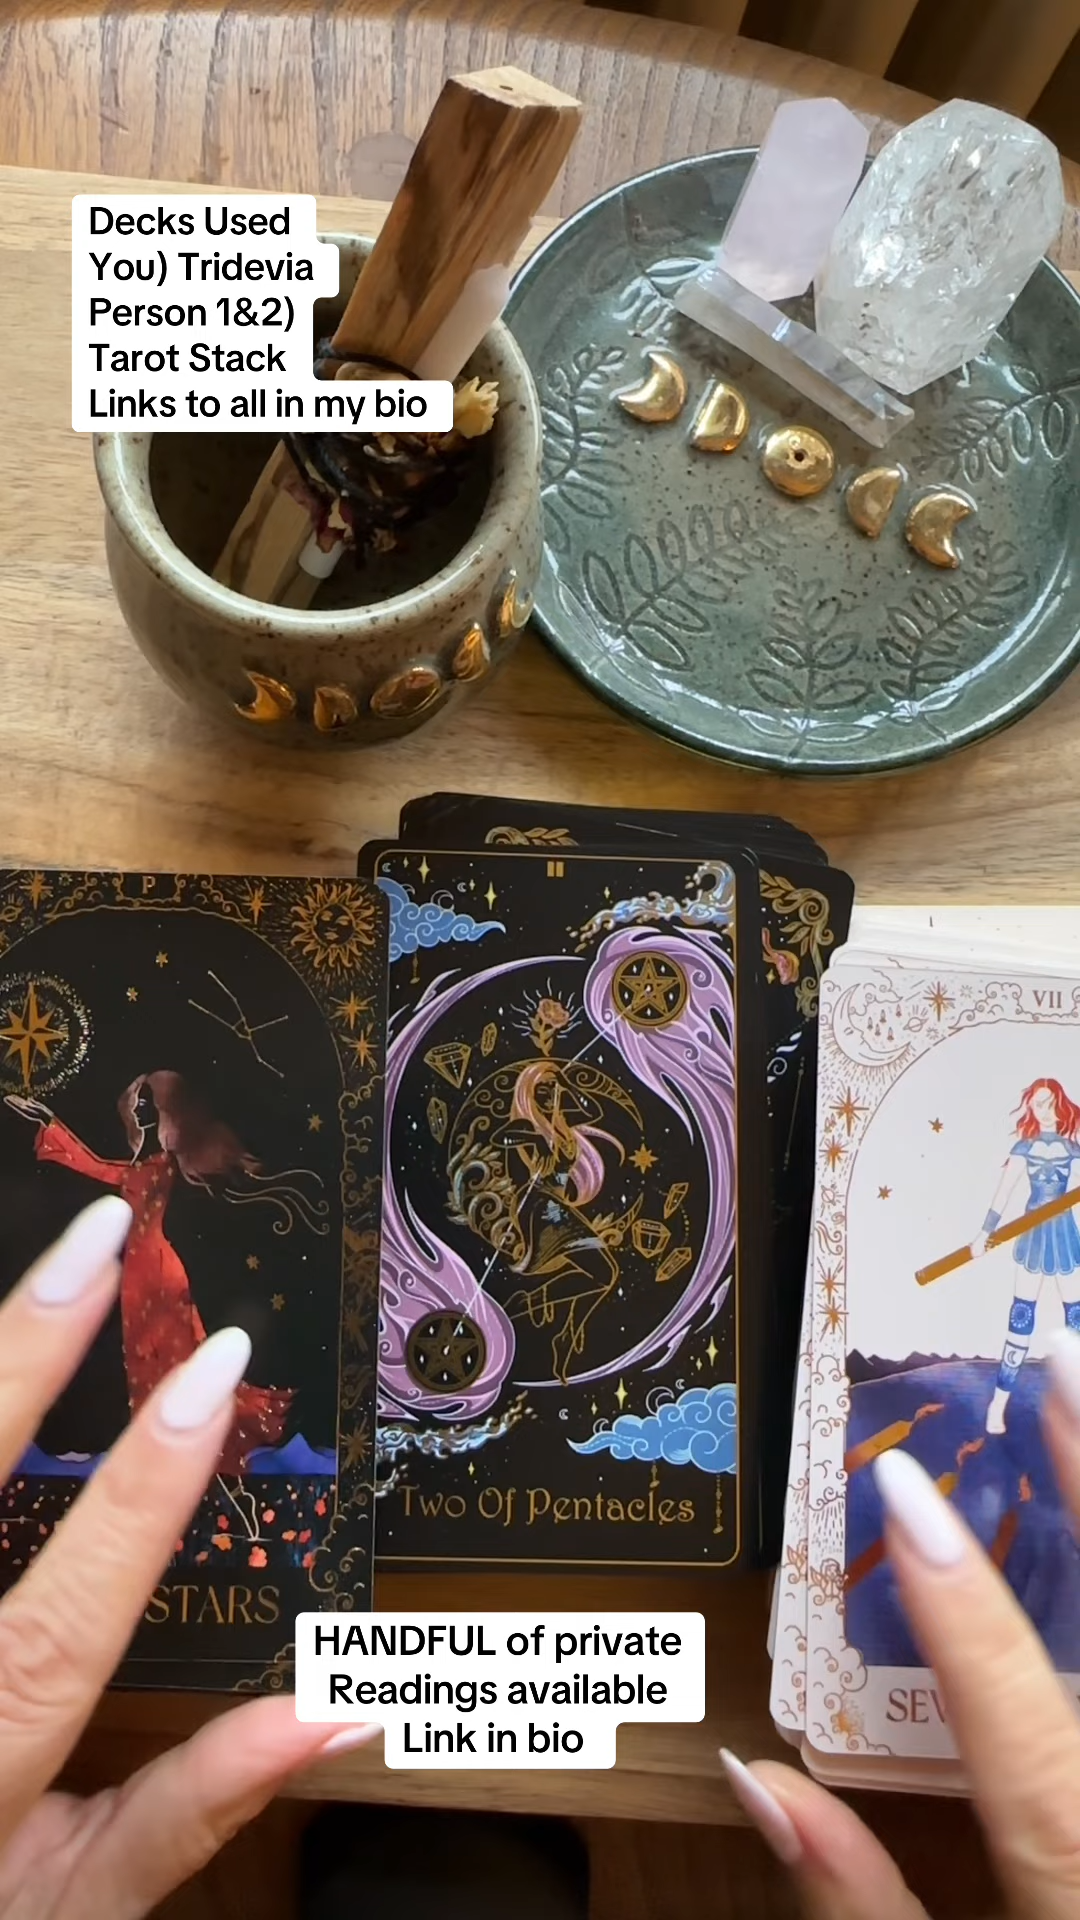 Decks Used
You) Tridevia
Person 1&2)
Tarot Stack
Links to all in my bio
II
P
VII
Two Of Pentacles
STARS
HANDFUL of private
Readings available
Link in bio